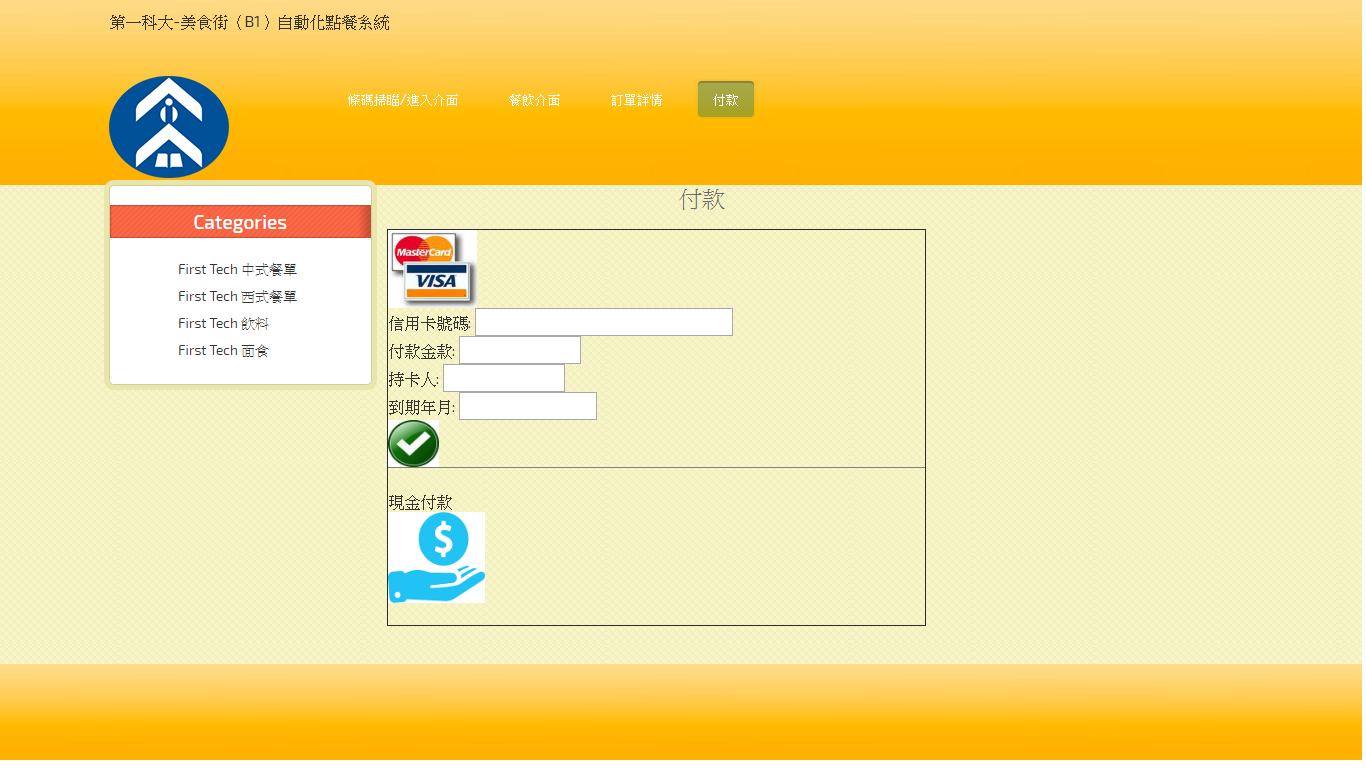 第一科大-美食街（B1）自動化點餐系統
條碼掃瞄/進入介面 餐飲介面 訂單詳情 付款
Categories
First Tech 中式餐單
First Tech 西式餐單
First Tech 飲料
First Tech 面食
付款
MasterCard
VISA
信用卡號碼:
付款金款:
持卡人:
到期年月:
現金付款
$